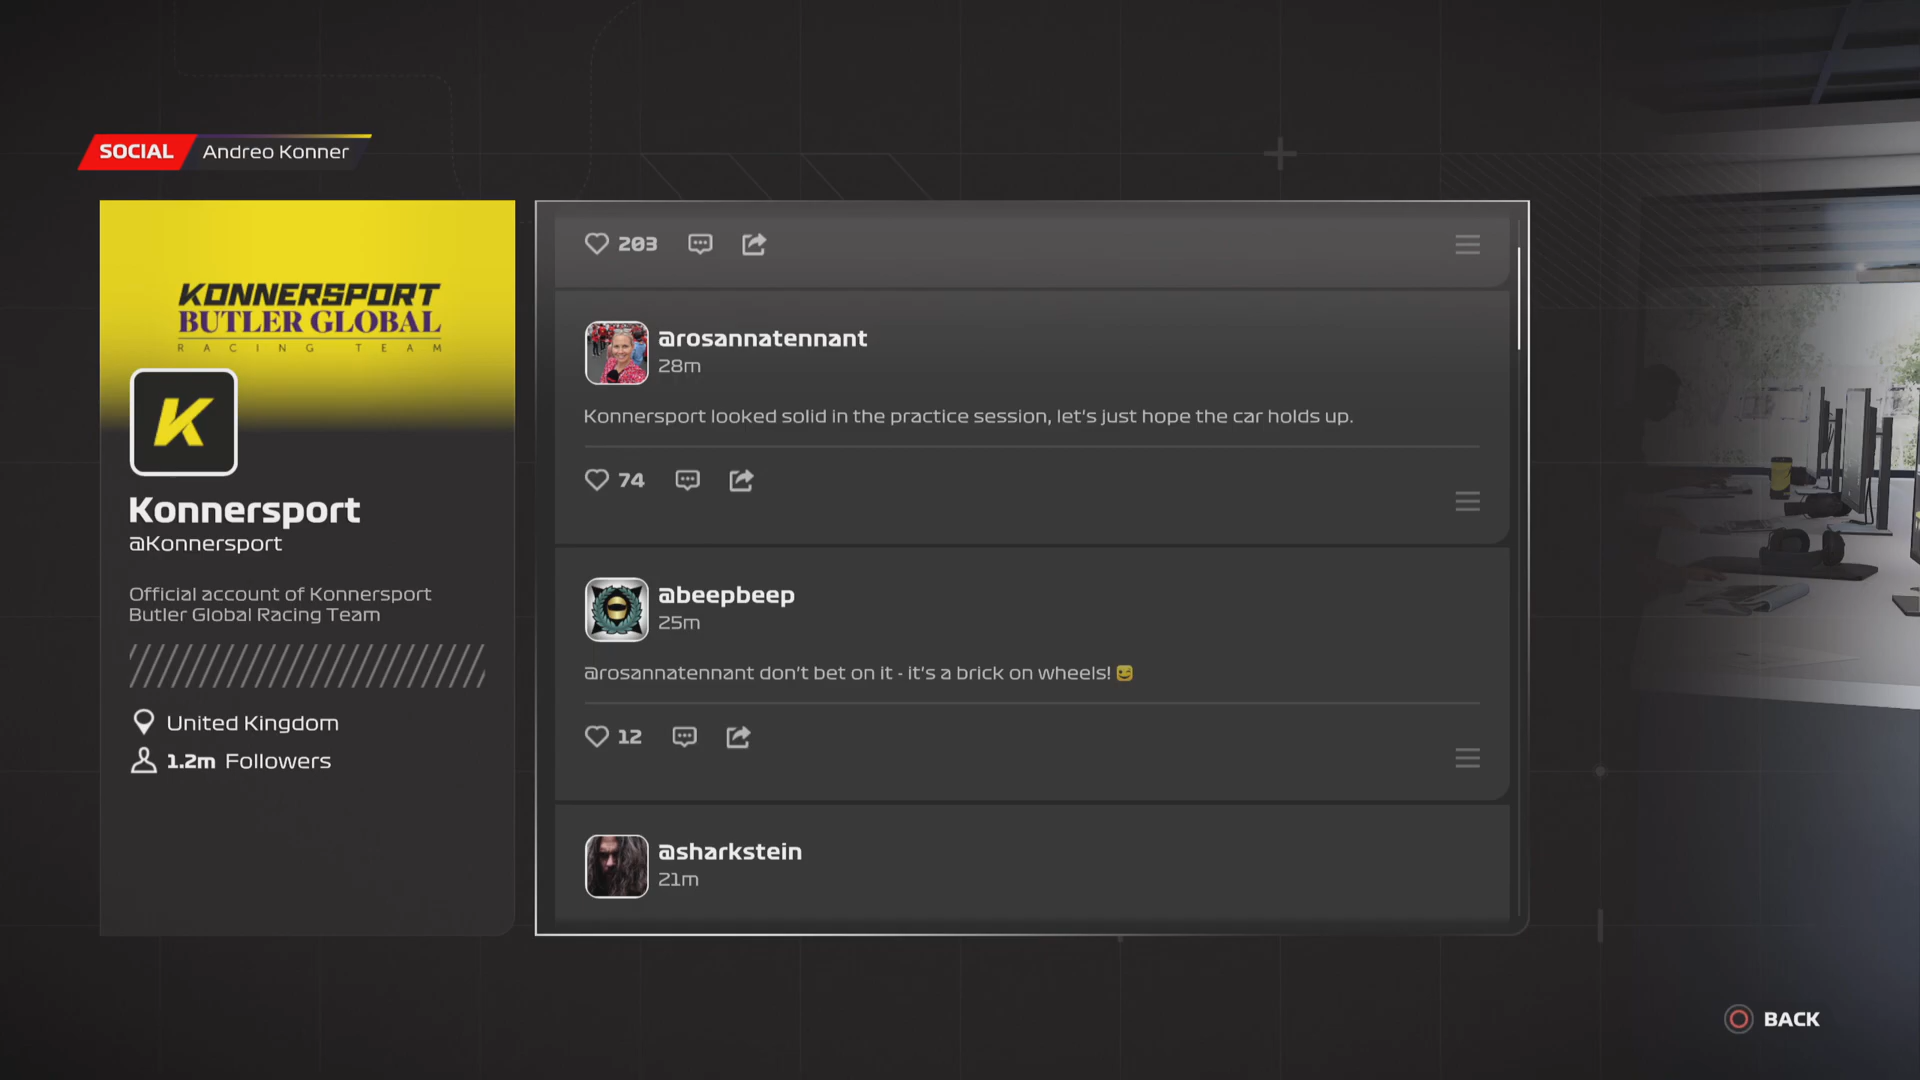 SOCIAL Andreo Konner
KONNERSPORT
BUTLER GLOBAL
RACING TEAM
K
Konnersport
@Konnersport
Official account of Konnersport
Butler Global Racing Team
United Kingdom
1.2m Followers
203
@rosannatennant
28m
Konnersport looked solid in the practice session, let's just hope the car holds up.
74
@beepbeep
25m
@rosannatennant don't bet on it - it's a brick on wheels! 😉
12
@sharkstein
21m
BACK